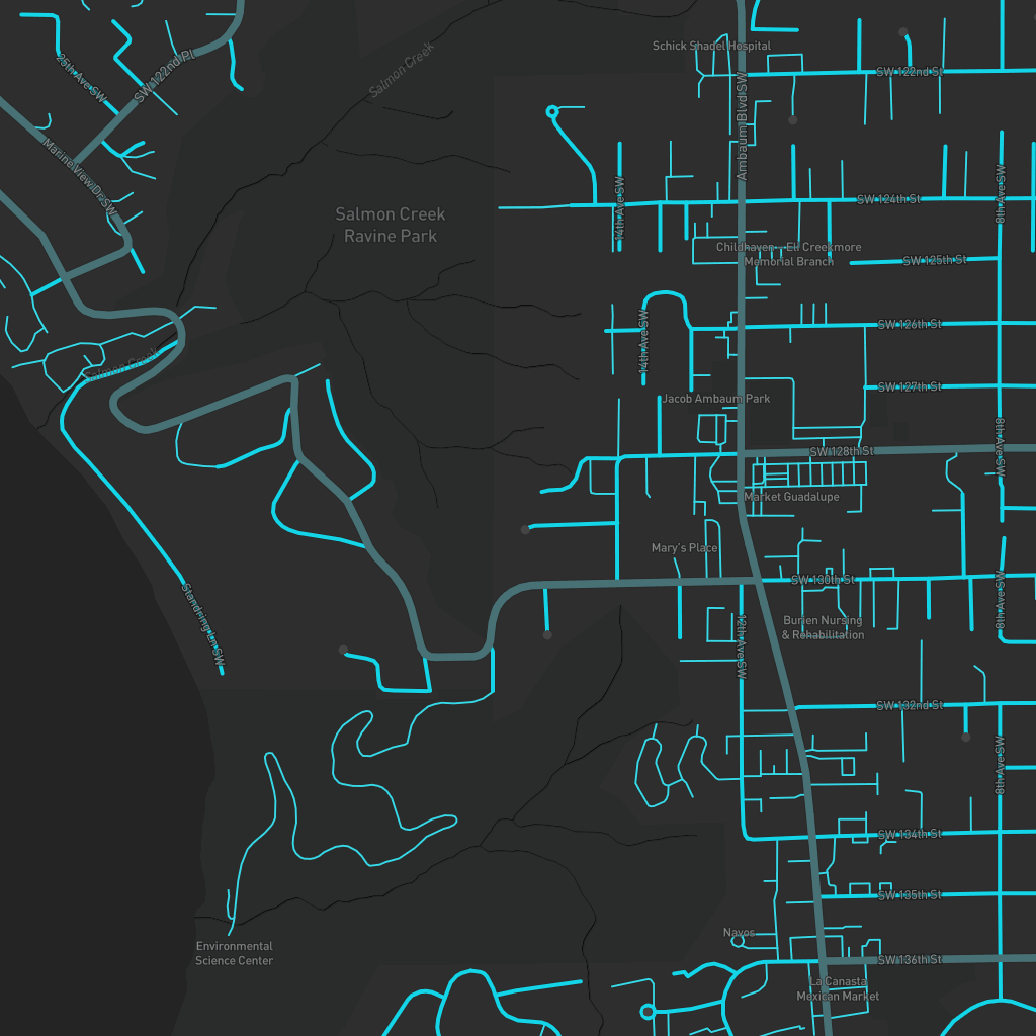 Schick Shadel Hospital
Salmon Creek
SW 122nd Pl
25th Ave SW
SW 122nd St
Ambaum Blvd SW
Marine View Dr SW
14th Ave SW
SW 124th St
8th Ave SW
Salmon Creek
Ravine Park
Childhaven - Eli Creekmore
Memorial Branch
SW 125th St
SW 126th St
14th Ave SW
Salmon Creek
SW 127th St
Jacob Ambaum Park
8th Ave SW
SW 128th St
Market Guadalupe
Mary's Place
SW 130th St
8th Ave SW
Standring Ln SW
Burien Nursing
& Rehabilitation
12th Ave SW
SW 132nd St
8th Ave SW
SW 134th St
SW 135th St
Navos
Environmental
Science Center
SW 136th St
La Canasta
Mexican Market